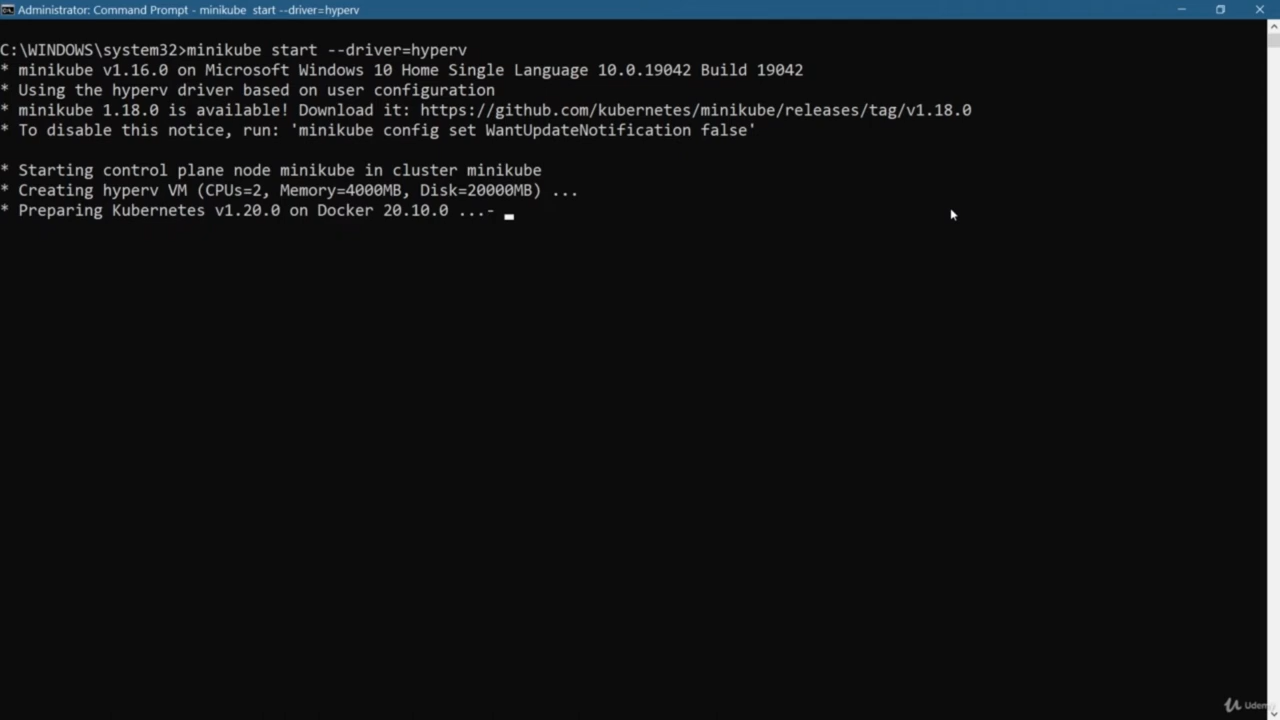 Administrator: Command Prompt - minikube start --driver=hyperv
C:\WINDOWS\system32>minikube start --driver=hyperv
* minikube v1.16.0 on Microsoft Windows 10 Home Single Language 10.0.19042 Build 19042
* Using the hyperv driver based on user configuration
* minikube 1.18.0 is available! Download it: https://github.com/kubernetes/minikube/releases/tag/v1.18.0
* To disable this notice, run: 'minikube config set WantUpdateNotification false'
* Starting control plane node minikube in cluster minikube
* Creating hyperv VM (CPUs=2, Memory=4000MB, Disk=20000MB) ...
* Preparing Kubernetes v1.20.0 on Docker 20.10.0 ...-